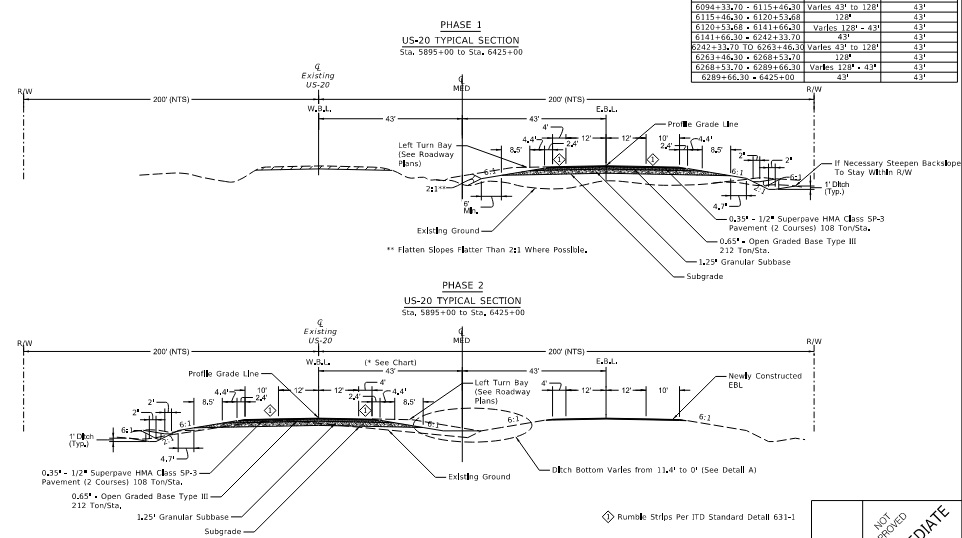 6094+33.70 - 6115+46.30 Varies 43' to 128' 43'
6115+46.30 - 6120+53.68 128' 43'
6120+53.68 - 6141+66.30 Varies 128' - 43' 43'
6141+66.30 - 6242+33.70 43' 43'
6242+33.70 TO 6263+46.30 Varies 43' to 128' 43'
6263+46.30 - 6268+53.70 128' 43'
6268+53.70 - 6289+66.30 Varies 128' - 43' 43'
6289+66.30 - 6425+00 43' 43'
PHASE 1
US-20 TYPICAL SECTION
Sta. 5895+00 to Sta. 6425+00
R/W
℄
Existing
US-20
℄
MED
R/W
200' (NTS)
200' (NTS)
W.B.L.
E.B.L.
43'
43'
Profile Grade Line
Left Turn Bay
(See Roadway
Plans)
4'
4.4'
8.5'
2.4'
12'
12'
10'
4.4'
2.4'
8.5'
1
1
2"
2"
If Necessary Steepen Backslope
To Stay Within R/W
6:1
6:1
6:1
2:1
2:1**
1' Ditch
(Typ.)
4.7'
6'
Min.
Existing Ground
0.35" - 1/2" Superpave HMA Class SP-3
Pavement (2 Courses) 108 Ton/Sta.
0.65" - Open Graded Base Type III
212 Ton/Sta.
1.25" Granular Subbase
Subgrade
** Flatten Slopes Flatter Than 2:1 Where Possible.
PHASE 2
US-20 TYPICAL SECTION
Sta. 5895+00 to Sta. 6425+00
R/W
℄
Existing
US-20
℄
MED
R/W
200' (NTS)
200' (NTS)
W.B.L.
(* See Chart)
E.B.L.
43'
43'
Profile Grade Line
Left Turn Bay
(See Roadway
Plans)
Newly Constructed
EBL
2'
2"
8.5'
4.4'
2.4'
10'
12'
12'
4'
2.4'
4.4'
8.5'
4'
12'
12'
10'
1
1
6:1
6:1
2:1
6:1
6:1
6:1
1' Ditch
(Typ.)
4.7'
0.35" - 1/2" Superpave HMA Class SP-3
Pavement (2 Courses) 108 Ton/Sta.
0.65" - Open Graded Base Type III
212 Ton/Sta.
1.25' Granular Subbase
Subgrade
Existing Ground
Ditch Bottom Varies from 11.4' to 0' (See Detail A)
1 Rumble Strips Per ITD Standard Detail 631-1
NOT